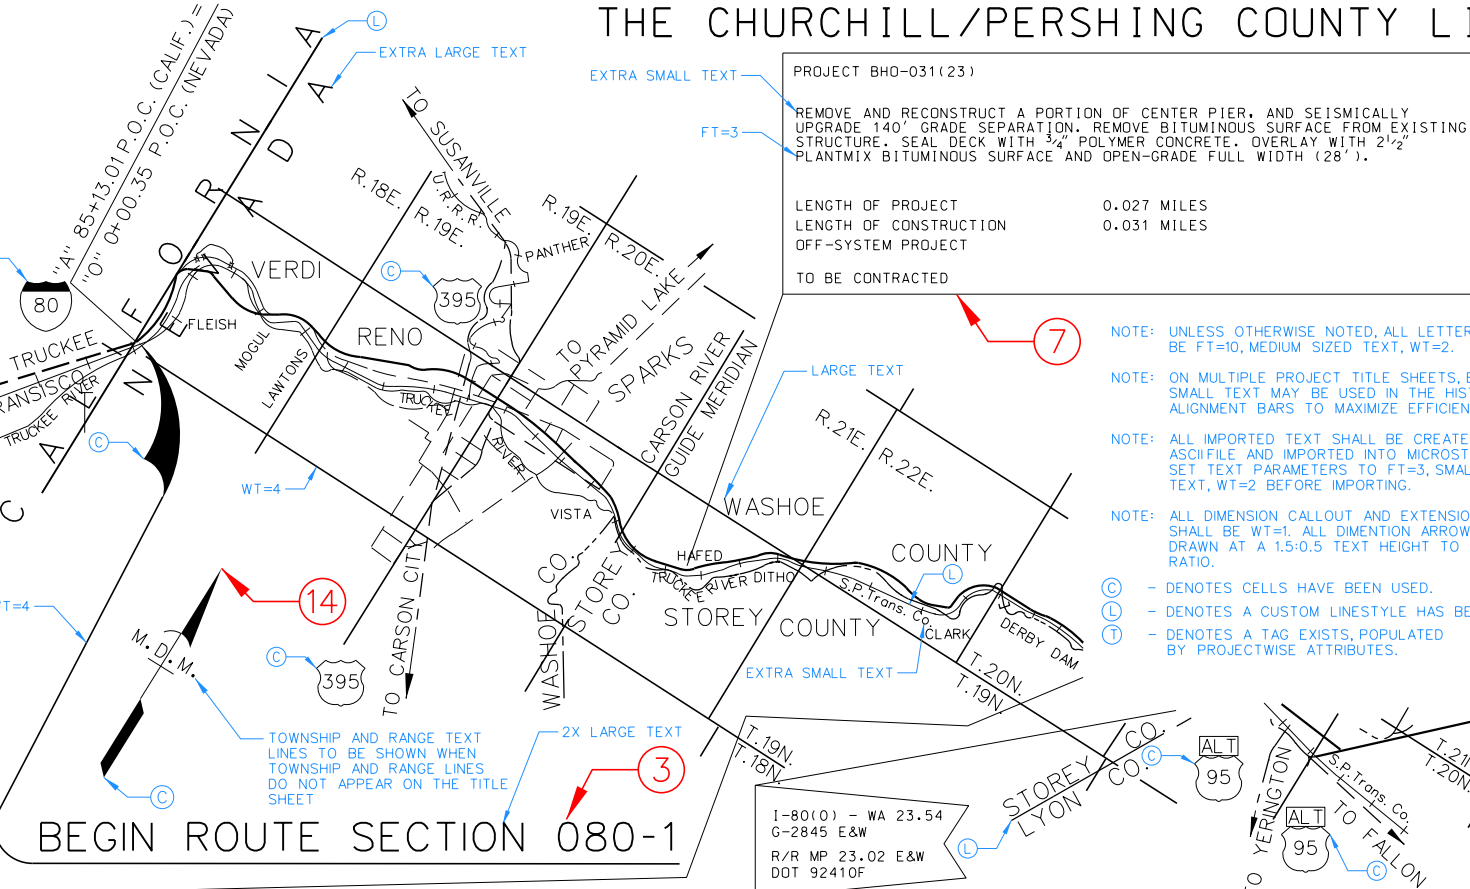 THE CHURCHILL/PERSHING COUNTY LI
"A" 85+13.01 P.O.C. (CALIF.) =
"O" 0+00.35 P.O.C. (NEVADA)
L
EXTRA LARGE TEXT
EXTRA SMALL TEXT
FT=3
PROJECT BHO-031(23)
REMOVE AND RECONSTRUCT A PORTION OF CENTER PIER, AND SEISMICALLY
UPGRADE 140' GRADE SEPARATION. REMOVE BITUMINOUS SURFACE FROM EXISTING
STRUCTURE. SEAL DECK WITH 3/4" POLYMER CONCRETE. OVERLAY WITH 2 1/2"
PLANTMIX BITUMINOUS SURFACE AND OPEN-GRADE FULL WIDTH (28').
LENGTH OF PROJECT 0.027 MILES
LENGTH OF CONSTRUCTION 0.031 MILES
OFF-SYSTEM PROJECT
TO BE CONTRACTED
7
NOTE: UNLESS OTHERWISE NOTED, ALL LETTER
BE FT=10, MEDIUM SIZED TEXT, WT=2.
NOTE: ON MULTIPLE PROJECT TITLE SHEETS, E
SMALL TEXT MAY BE USED IN THE HIS
ALIGNMENT BARS TO MAXIMIZE EFFICIEN
NOTE: ALL IMPORTED TEXT SHALL BE CREATE
ASCII FILE AND IMPORTED INTO MICROST
SET TEXT PARAMETERS TO FT=3, SMAL
TEXT, WT=2 BEFORE IMPORTING.
NOTE: ALL DIMENSION CALLOUT AND EXTENSIO
SHALL BE WT=1. ALL DIMENTION ARROW
DRAWN AT A 1.5:0.5 TEXT HEIGHT TO
RATIO.
C - DENOTES CELLS HAVE BEEN USED.
L - DENOTES A CUSTOM LINESTYLE HAS BE
T - DENOTES A TAG EXISTS, POPULATED
BY PROJECTWISE ATTRIBUTES.
CALIFORNIA
NEVADA
TO SUSANVILLE
U.R.R.R.
R.18E.
R.19E.
R.19E.
R.20E.
PANTHER
C
395
80
VERDI
FLEISH
RENO
MOGUL
LAWTONS
TRUCKEE
TRUCKEE RIVER
TO
PYRAMID LAKE
SPARKS
CARSON RIVER
GUIDE MERIDIAN
LARGE TEXT
R.21E.
R.22E.
TRUCKEE
RIVER
C
WT=4
VISTA
WASHOE
COUNTY
HAFED
TRUCKEE RIVER DITHO
STOREY
COUNTY
S.P.Trans. Co.
L
CLARK
DERBY DAM
EXTRA SMALL TEXT
T.20N.
T.19N.
WASHOE CO.
STOREY
CO.
TO CARSON CITY
14
T=4
M.D.M.
C
395
TOWNSHIP AND RANGE TEXT
LINES TO BE SHOWN WHEN
TOWNSHIP AND RANGE LINES
DO NOT APPEAR ON THE TITLE
SHEET
C
2X LARGE TEXT
3
T.19N.
T.18N.
BEGIN ROUTE SECTION 080-1
I-80(0) - WA 23.54
G-2845 E&W
R/R MP 23.02 E&W
DOT 92410F
L
STOREY CO.
LYON CO.
C
ALT
95
T.20N.
S.P.Trans. Co.
TO FALLON
O YERINGTON
ALT
95
C